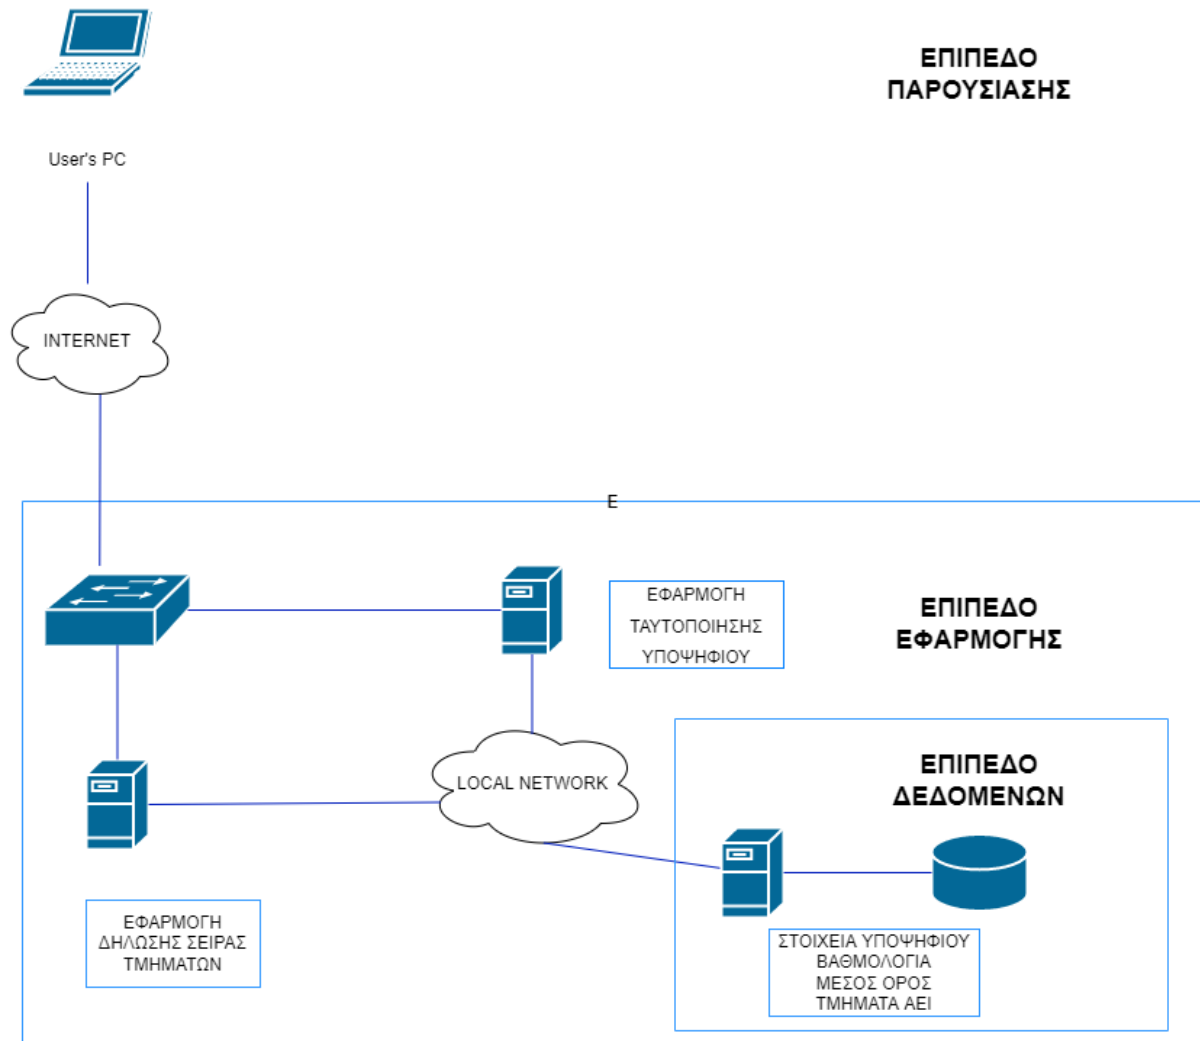 ΕΠΙΠΕΔΟ
ΠΑΡΟΥΣΙΑΣΗΣ
User's PC
INTERNET
E
ΕΦΑΡΜΟΓΗ
ΤΑΥΤΟΠΟΙΗΣΗΣ
ΥΠΟΨΗΦΙΟΥ
ΕΠΙΠΕΔΟ
ΕΦΑΡΜΟΓΗΣ
LOCAL NETWORK
ΕΠΙΠΕΔΟ
ΔΕΔΟΜΕΝΩΝ
ΕΦΑΡΜΟΓΗ
ΔΗΛΩΣΗΣ ΣΕΙΡΑΣ
ΤΜΗΜΑΤΩΝ
ΣΤΟΙΧΕΙΑ ΥΠΟΨΗΦΙΟΥ
ΒΑΘΜΟΛΟΓΙΑ
ΜΕΣΟΣ ΟΡΟΣ
ΤΜΗΜΑΤΑ ΑΕΙ